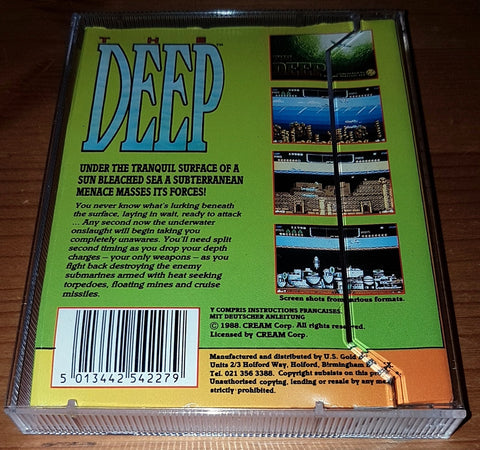 THE
DEEP™
DEEP
UNDER THE TRANQUIL SURFACE OF A
SUN BLEACHED SEA A SUBTERRANEAN
MENACE MASSES ITS FORCES!
You never know what's lurking beneath
the surface, laying in wait, ready to attack
... Any second now the underwater
onslaught will begin taking you
completely unawares. You'll need split
second timing as you drop your depth
charges – your only weapons – as you
fight back destroying the enemy
submarines armed with heat seeking
torpedoes, floating mines and cruise
missiles.
Screen shots from various formats.
Y COMPRIS INSTRUCTIONS FRANCAISES.
MIT DEUTSCHER ANLEITUNG
© 1988. CREAM Corp. All rights reserved.
Licensed by CREAM Corp.
Manufactured and distributed by U.S. Gold
Units 2/3 Holford Way, Holford, Birmingham
Tel. 021 356 3388. Copyright subsists on this
Unauthorised copying, lending or resale by any
strictly prohibited.
5 013442 542279